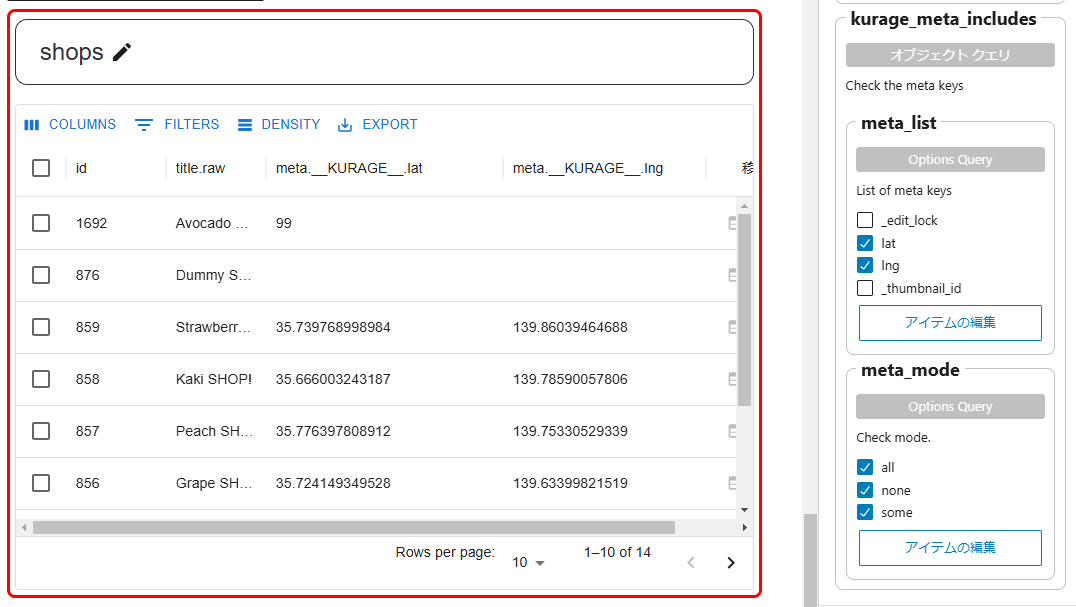 shops
COLUMNS FILTERS DENSITY EXPORT
id title.raw meta.__KURAGE__.lat meta.__KURAGE__.lng 移
1692 Avocado ... 99
876 Dummy S...
859 Strawberr... 35.739768998984 139.86039464688
858 Kaki SHOP! 35.666003243187 139.78590057806
857 Peach SH... 35.776397808912 139.75330529339
856 Grape SH... 35.724149349528 139.63399821519
Rows per page: 10 1–10 of 14
kurage_meta_includes
オブジェクト クエリ
Check the meta keys
meta_list
Options Query
List of meta keys
_edit_lock
lat
lng
_thumbnail_id
アイテムの編集
meta_mode
Options Query
Check mode.
all
none
some
アイテムの編集